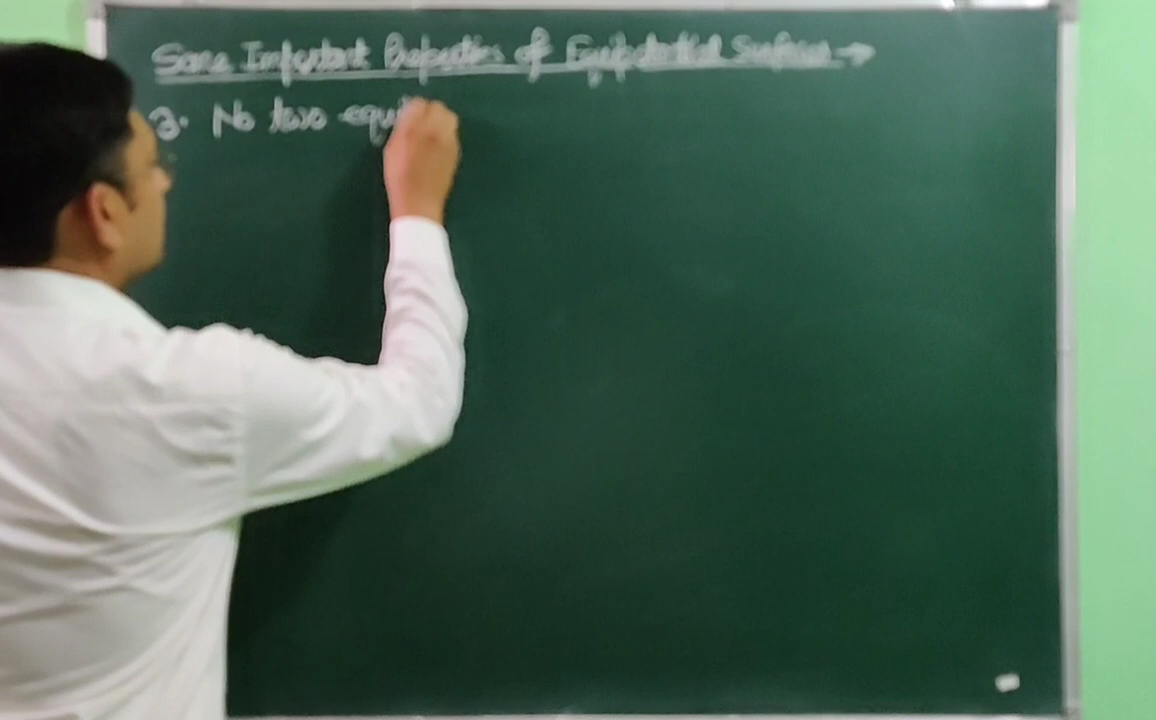 Some Important Properties of Equipotential Surfaces →
3. No two equi